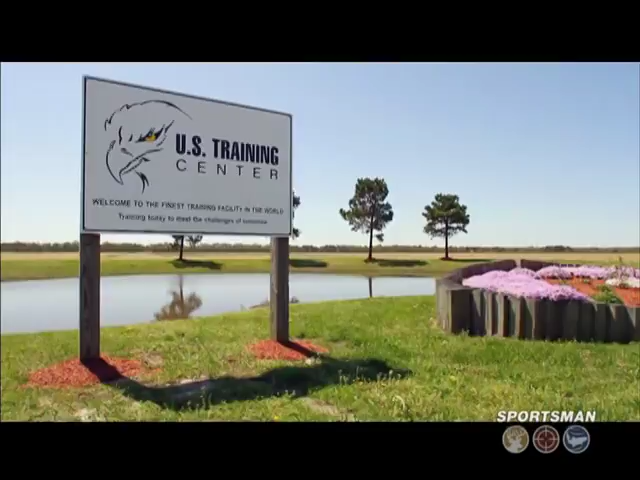 U.S. TRAINING
CENTER
WELCOME TO THE FINEST TRAINING FACILITY IN THE WORLD
Training today to meet the challenges of tomorrow
SPORTSMAN